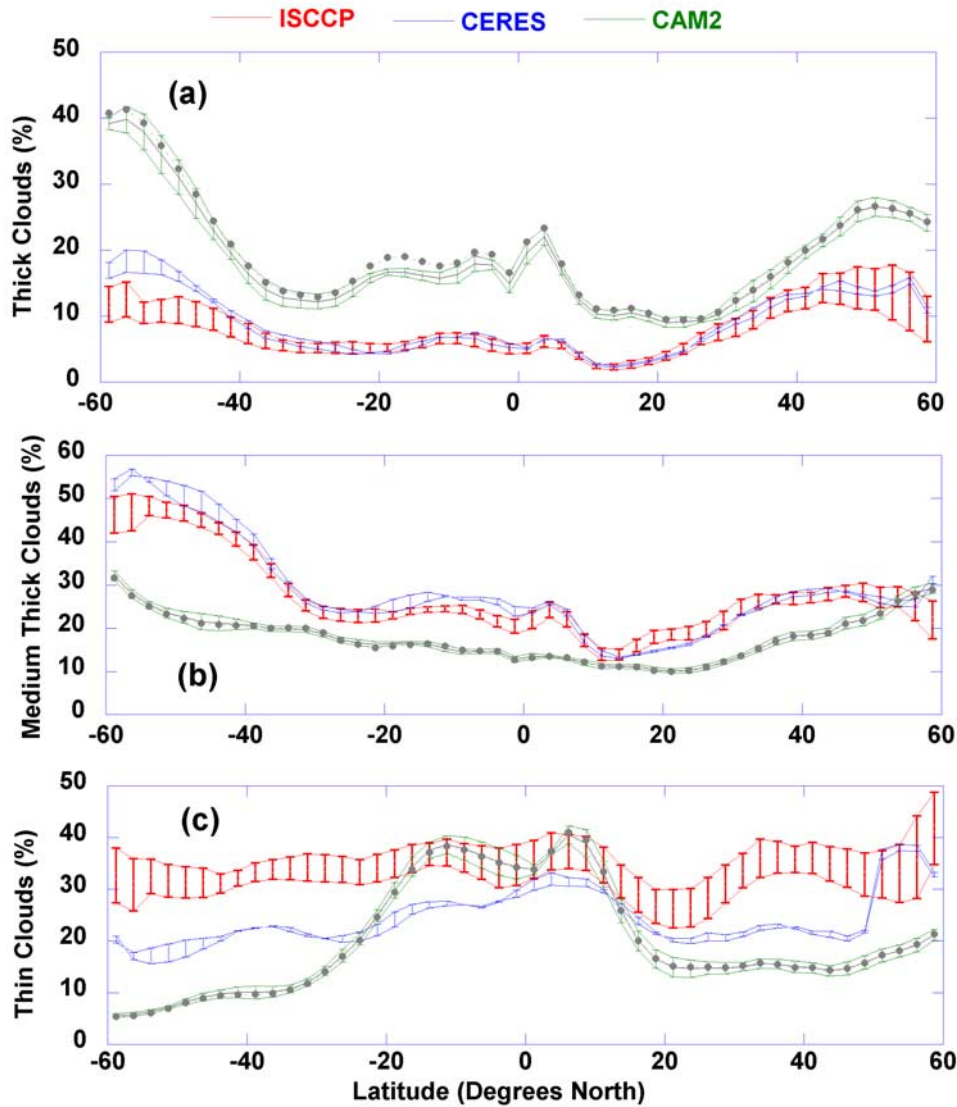 ISCCP CERES CAM2
(a)
Thick Clouds (%)
50
40
30
20
10
0
-60 -40 -20 0 20 40 60
(b)
Medium Thick Clouds (%)
60
50
40
30
20
10
0
-60 -40 -20 0 20 40 60
(c)
Thin Clouds (%)
50
40
30
20
10
0
-60 -40 -20 0 20 40 60
Latitude (Degrees North)